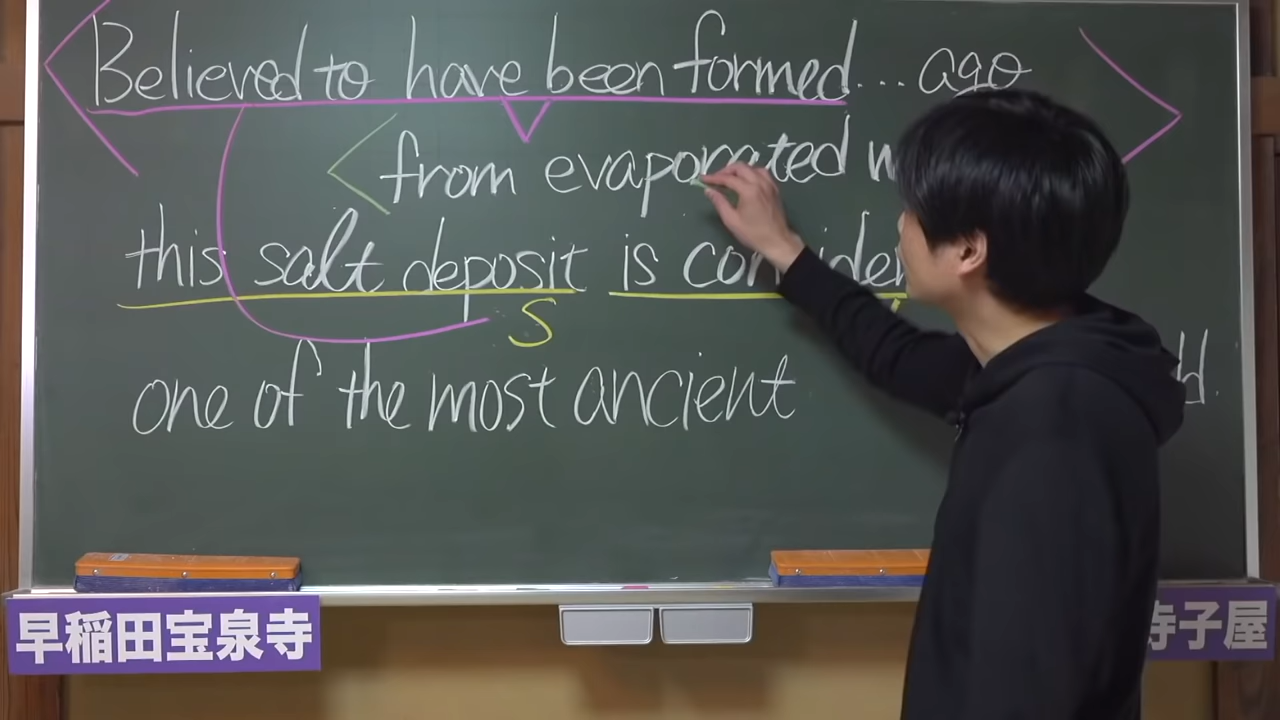 Believed to have been formed... ago
from evaporated
this salt deposit is consider
S
one of the most ancient
早稲田宝泉寺
寺子屋